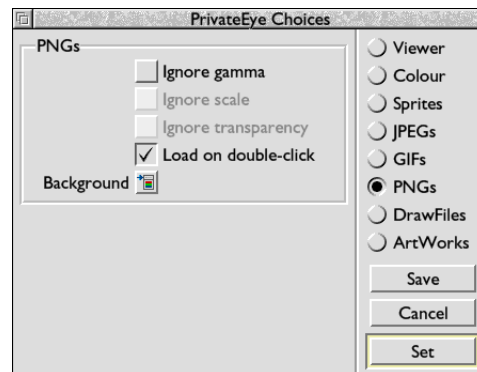 PrivateEye Choices
PNGs
Ignore gamma
Ignore scale
Ignore transparency
Load on double-click
Background
Viewer
Colour
Sprites
JPEGs
GIFs
PNGs
DrawFiles
ArtWorks
Save
Cancel
Set